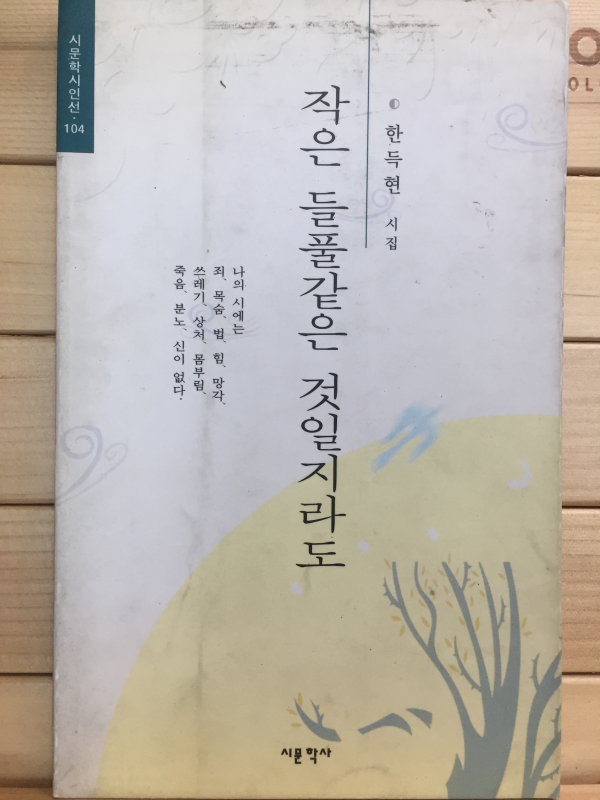 시문학시인선·104
한득현 시집
작은 들풀같은 것일지라도
나의 시에는
죄、목숨、법、힘、망각、
쓰레기、상처、몸부림、
죽음、분노、신이 없다.
시문학사
O
OL